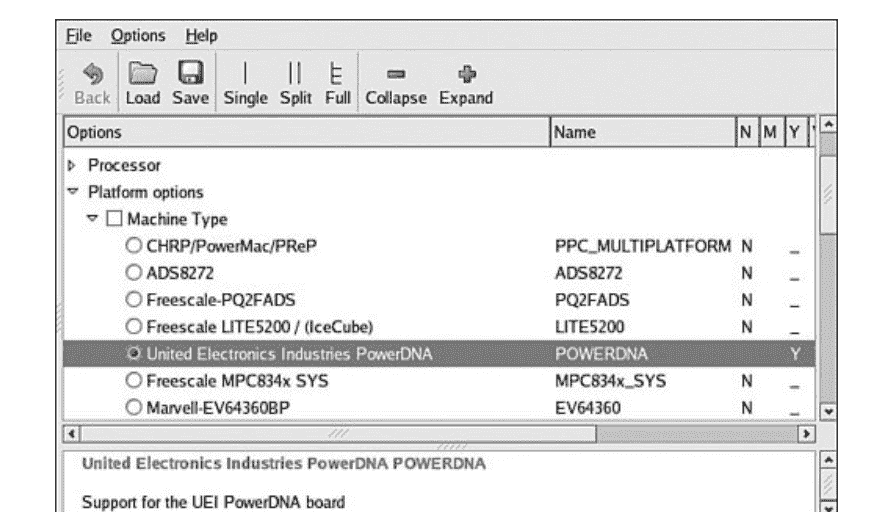 File Options Help
Back Load Save Single Split Full Collapse Expand
Options Name N M Y
Processor
Platform options
Machine Type
CHRP/PowerMac/PReP PPC_MULTIPLATFORM N _
ADS8272 ADS8272 N _
Freescale-PQ2FADS PQ2FADS N _
Freescale LITE5200 / (IceCube) LITE5200 N _
United Electronics Industries PowerDNA POWERDNA Y
Freescale MPC834x SYS MPC834x_SYS N _
Marvell-EV64360BP EV64360 N _
United Electronics Industries PowerDNA POWERDNA
Support for the UEI PowerDNA board